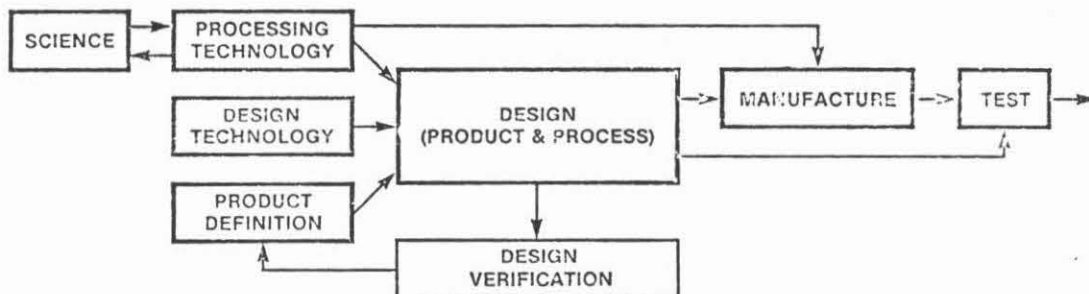 SCIENCE
PROCESSING
TECHNOLOGY
DESIGN
TECHNOLOGY
PRODUCT
DEFINITION
DESIGN
(PRODUCT & PROCESS)
DESIGN
VERIFICATION
MANUFACTURE
TEST